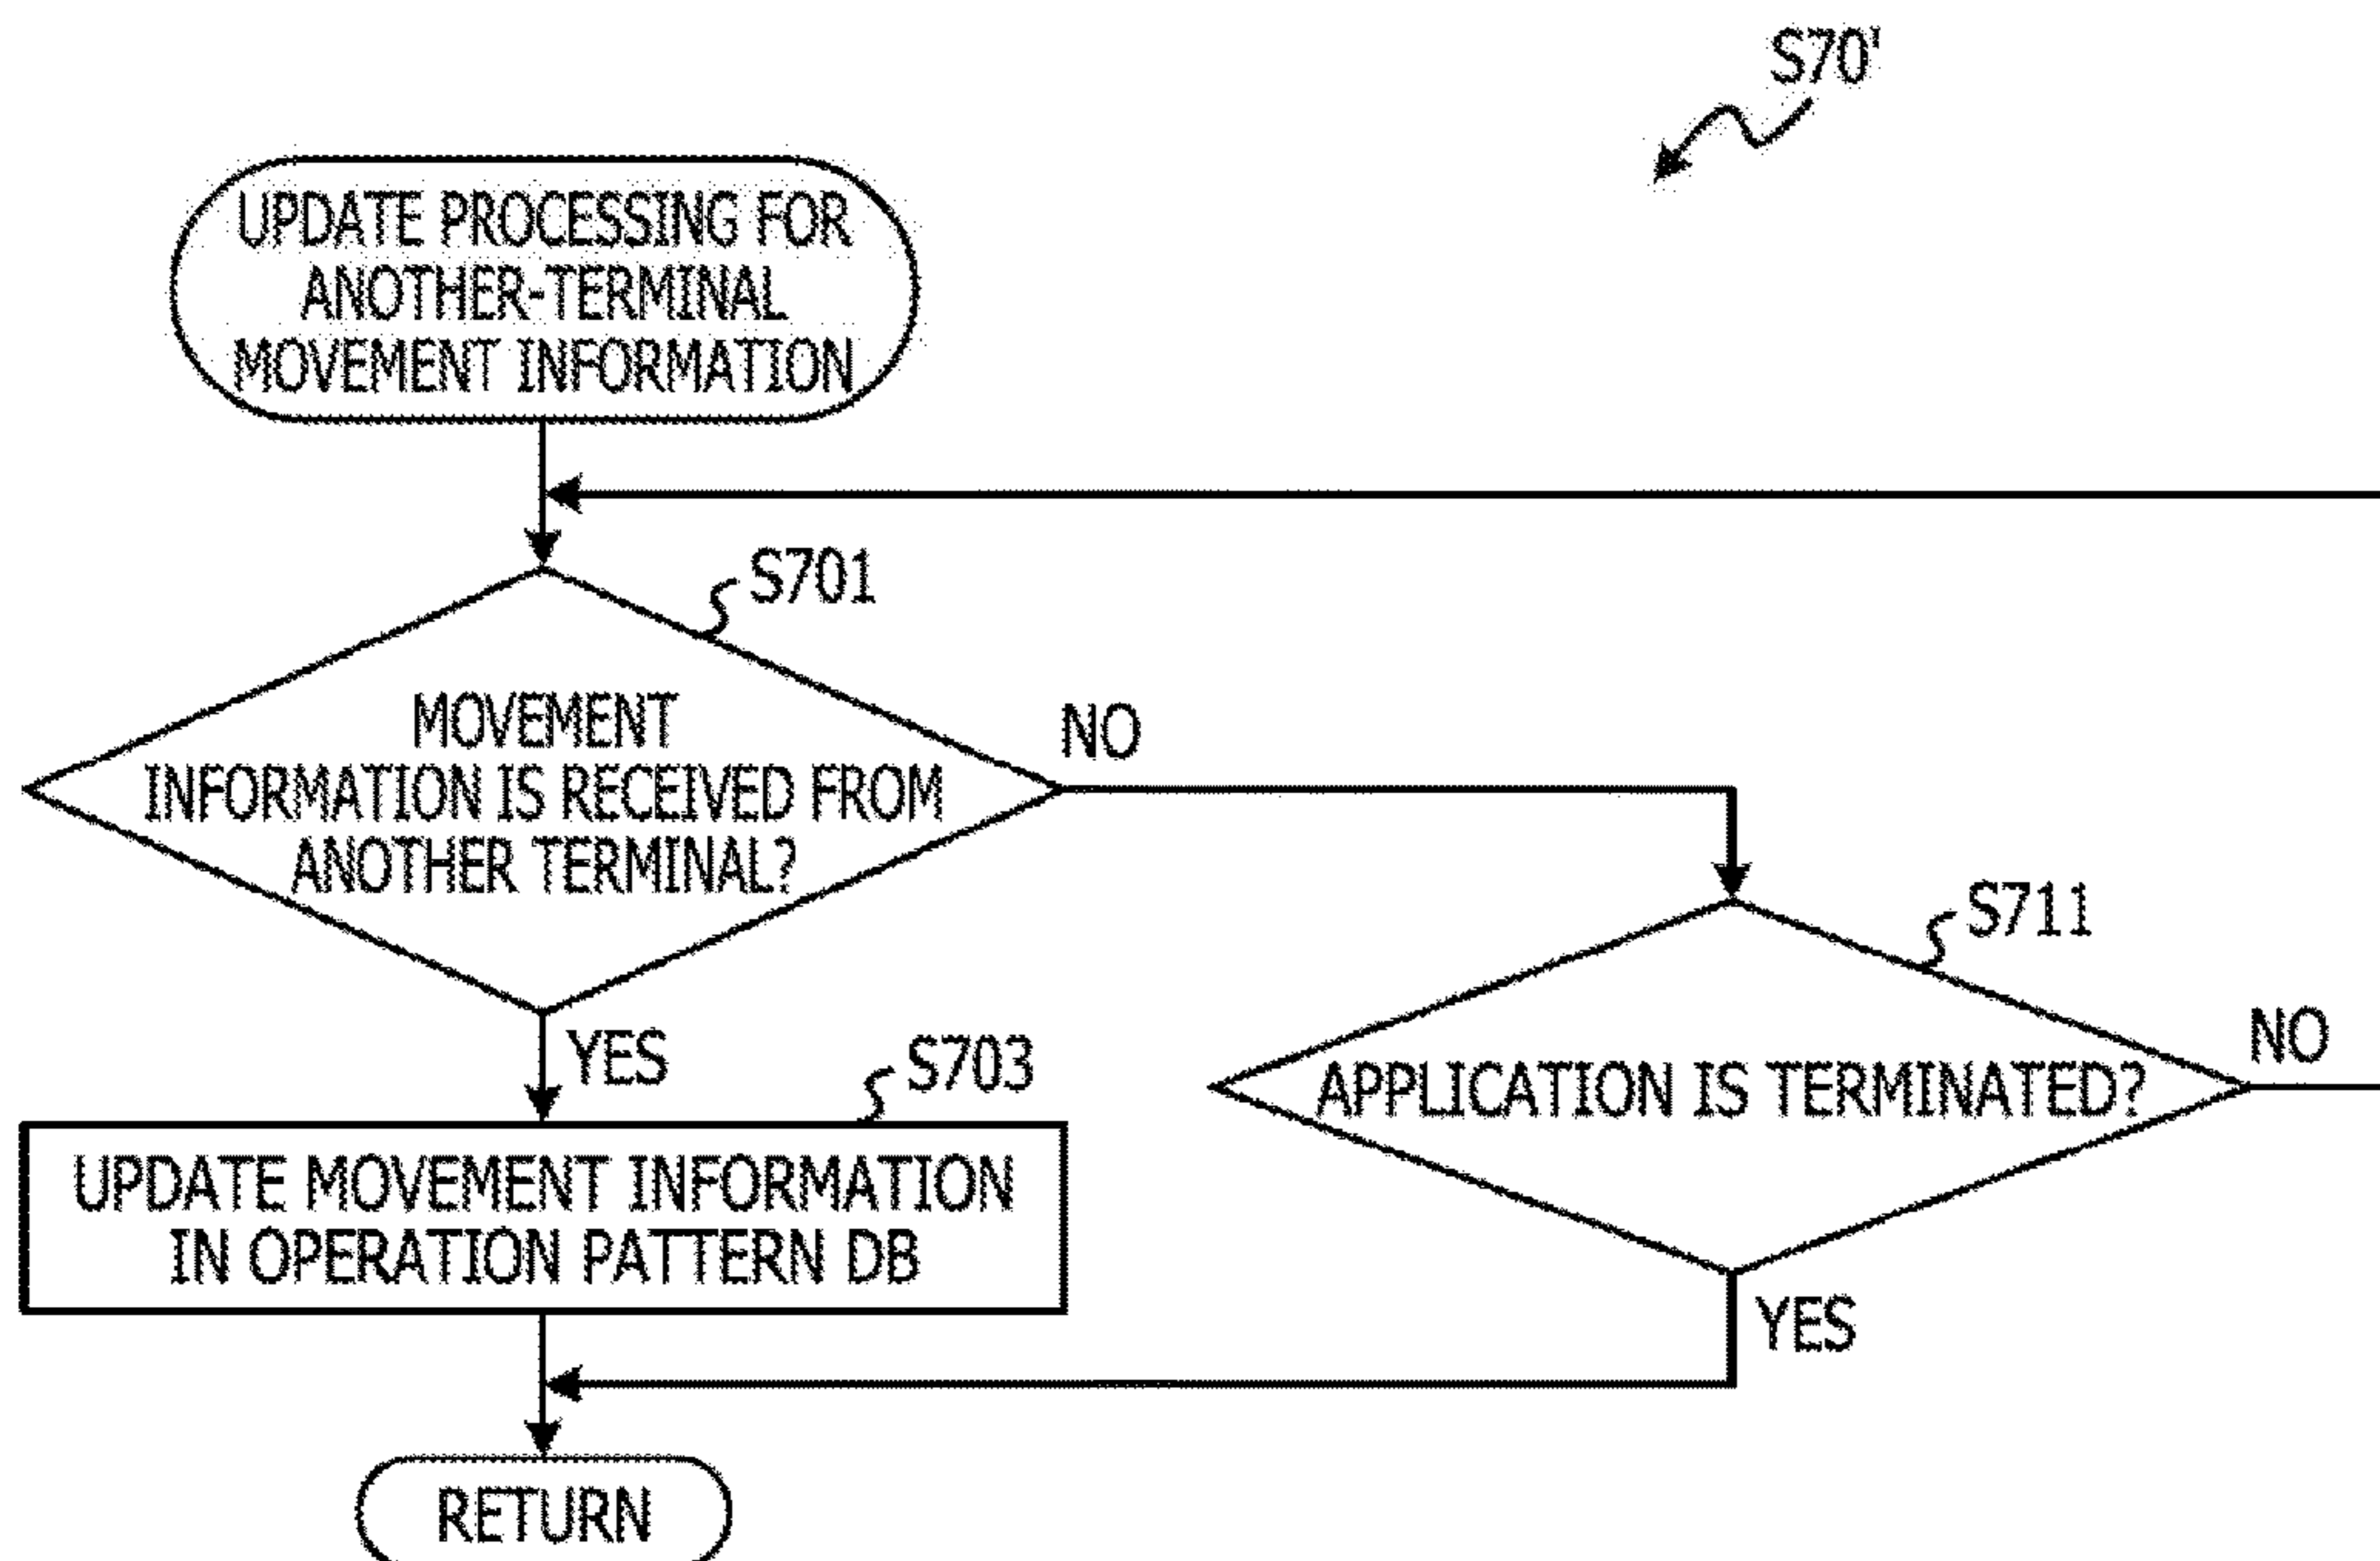 S70'
UPDATE PROCESSING FOR
ANOTHER-TERMINAL
MOVEMENT INFORMATION
S701
MOVEMENT
INFORMATION IS RECEIVED FROM
ANOTHER TERMINAL?
NO
S711
APPLICATION IS TERMINATED?
NO
YES
S703
UPDATE MOVEMENT INFORMATION
IN OPERATION PATTERN DB
YES
RETURN